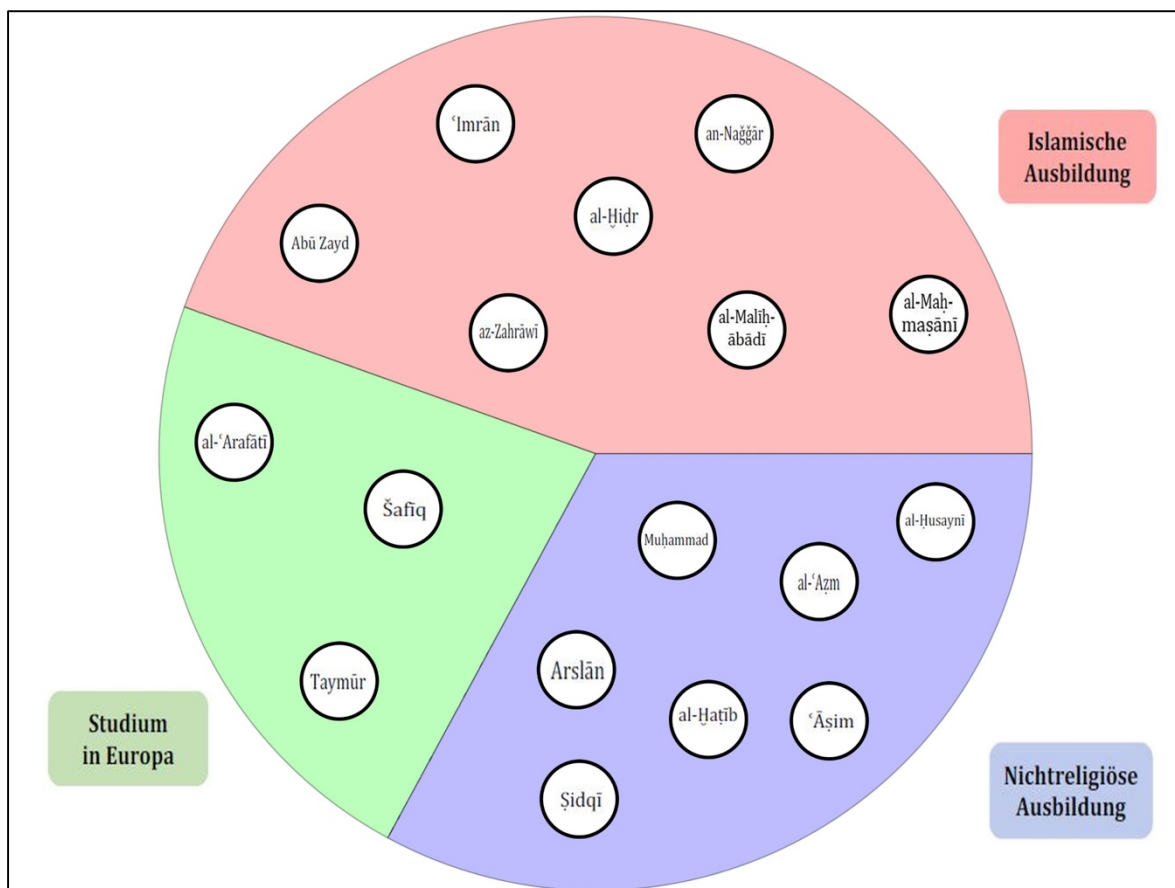 ʿImrān
an-Naǧǧār
Islamische
Ausbildung
al-Ḫiḍr
Abū Zayd
az-Zahrāwī
al-Malīḥ-
ābādī
al-Maḥ-
maṣānī
al-ʿArafātī
Šafīq
Taymūr
Studium
in Europa
al-Ḥusaynī
Muḥammad
al-ʿAẓm
Arslān
al-Ḫaṭīb
ʿĀṣim
Ṣidqī
Nichtreligiöse
Ausbildung